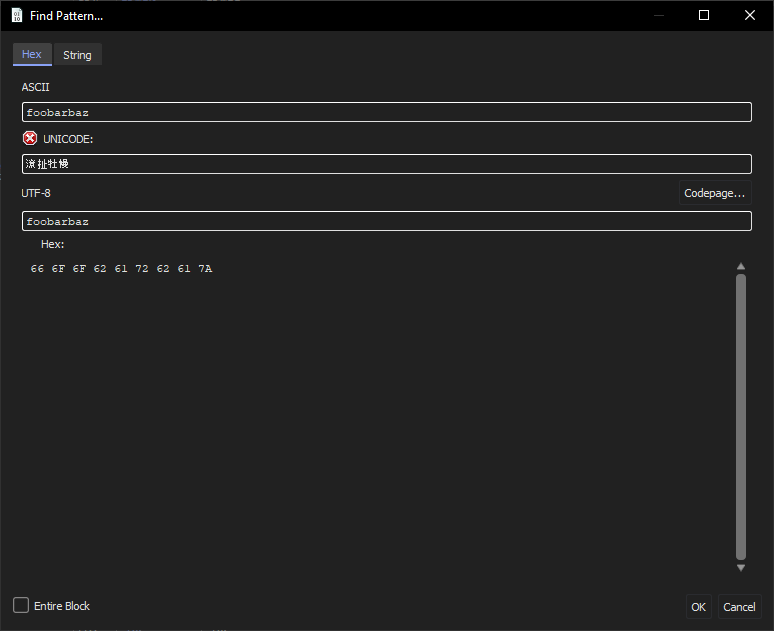 Find Pattern...
Hex
String
ASCII
foobarbaz
UNICODE:
潦扯牡慢
UTF-8
Codepage...
foobarbaz
Hex:
66 6F 6F 62 61 72 62 61 7A
Entire Block
OK
Cancel